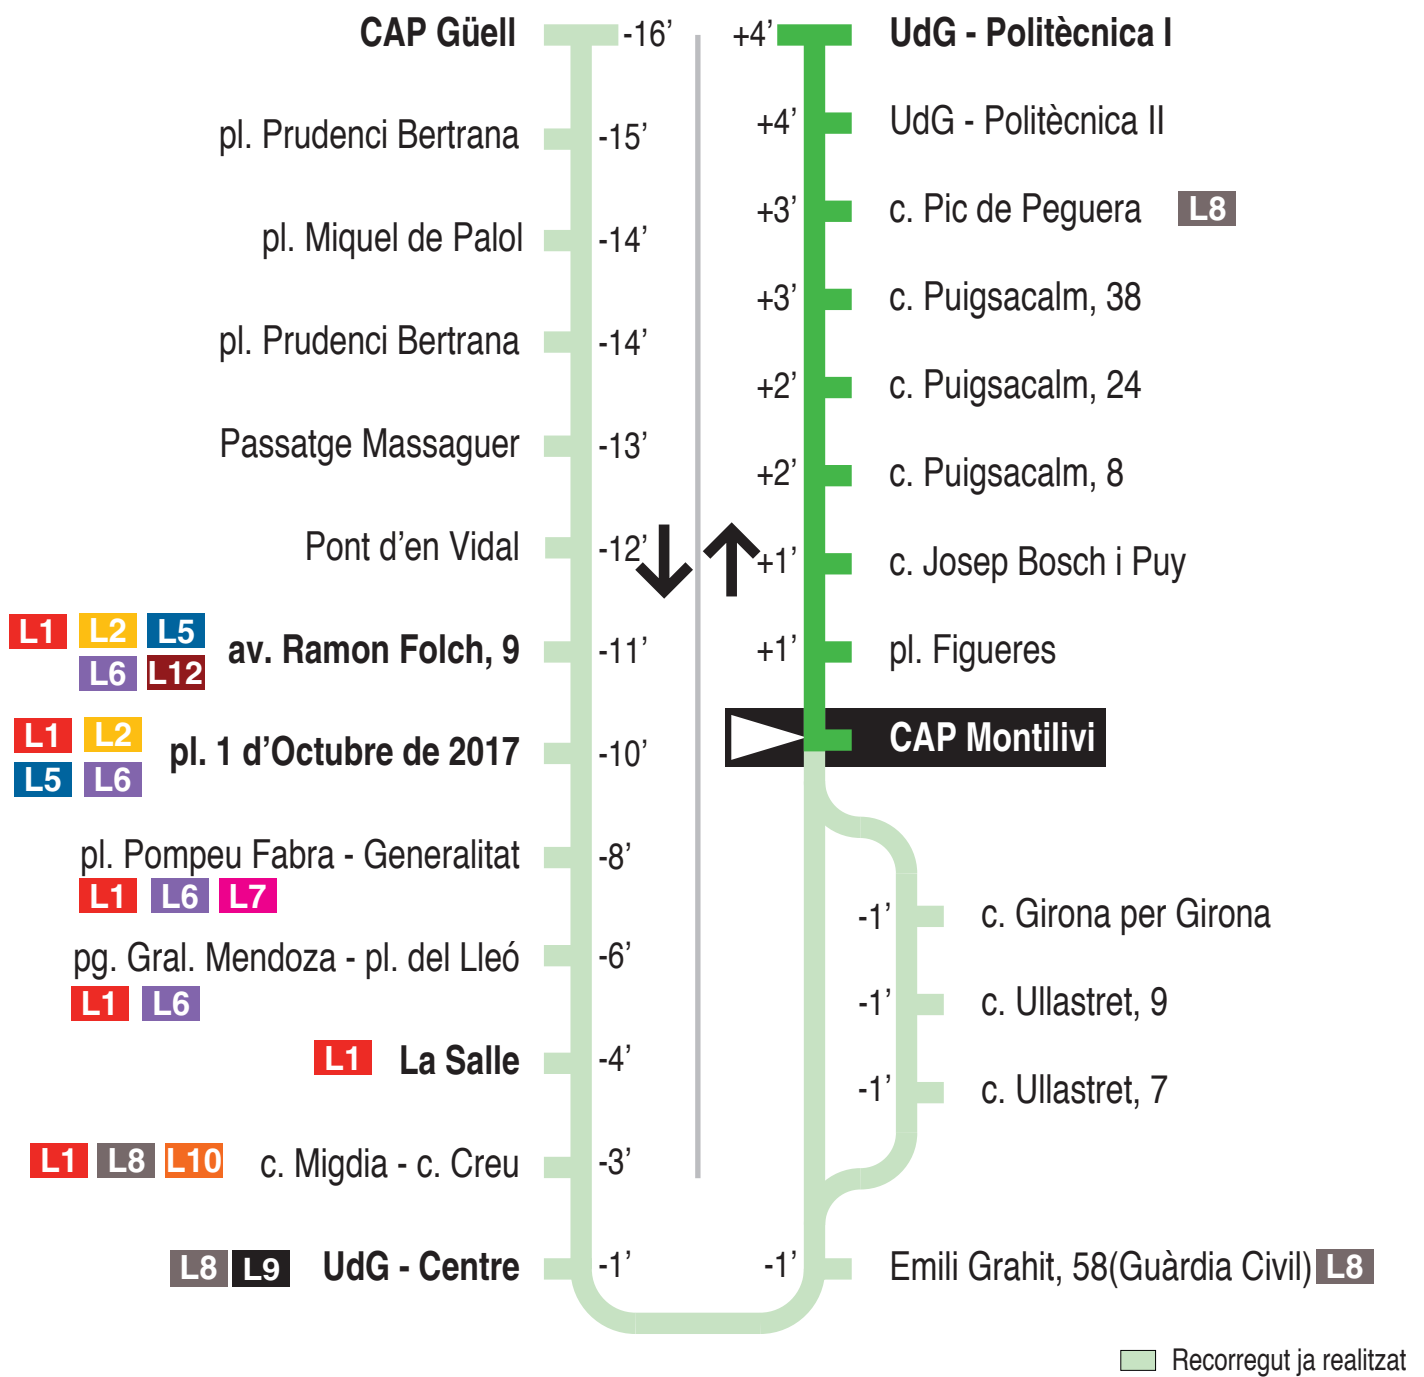 CAP Güell -16’
pl. Prudenci Bertrana -15’
pl. Miquel de Palol -14’
pl. Prudenci Bertrana -14’
Passatge Massaguer -13’
Pont d’en Vidal -12’
L1 L2 L5
L6 L12
av. Ramon Folch, 9 -11’
L1 L2
L5 L6
pl. 1 d’Octubre de 2017 -10’
pl. Pompeu Fabra - Generalitat -8’
L1 L6 L7
pg. Gral. Mendoza - pl. del Lleó -6’
L1 L6
L1 La Salle -4’
L1 L8 L10 c. Migdia - c. Creu -3’
L8 L9 UdG - Centre -1’
+4’ UdG - Politècnica I
+4’ UdG - Politècnica II
+3’ c. Pic de Peguera L8
+3’ c. Puigsacalm, 38
+2’ c. Puigsacalm, 24
+2’ c. Puigsacalm, 8
+1’ c. Josep Bosch i Puy
+1’ pl. Figueres
CAP Montilivi
-1’ c. Girona per Girona
-1’ c. Ullastret, 9
-1’ c. Ullastret, 7
-1’ Emili Grahit, 58(Guàrdia Civil) L8
Recorregut ja realitzat